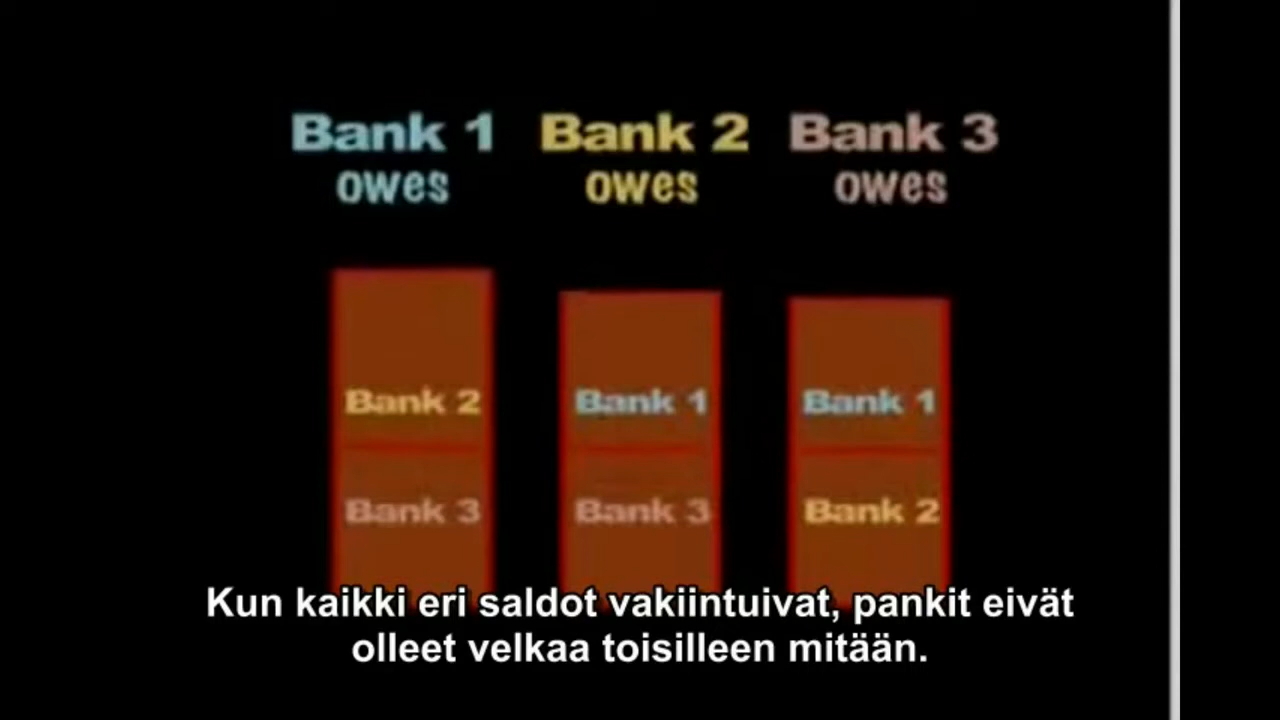 Bank 1 Bank 2 Bank 3
owes owes owes
Bank 2 Bank 1 Bank 1
Bank 3 Bank 3 Bank 2
Kun kaikki eri saldot vakiintuivat, pankit eivät
olleet velkaa toisilleen mitään.